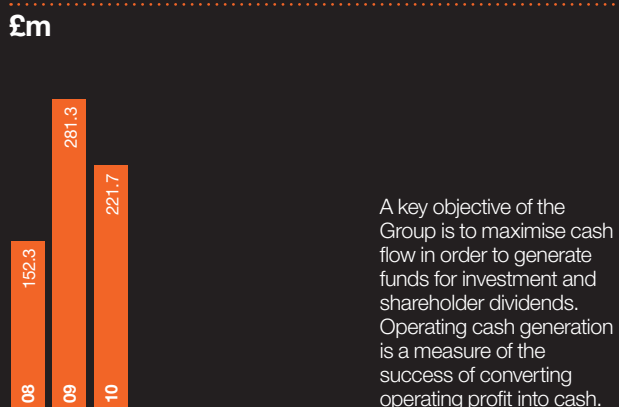 £m
152.3
281.3
221.7
08
09
10
A key objective of the
Group is to maximise cash
flow in order to generate
funds for investment and
shareholder dividends.
Operating cash generation
is a measure of the
success of converting
operating profit into cash.